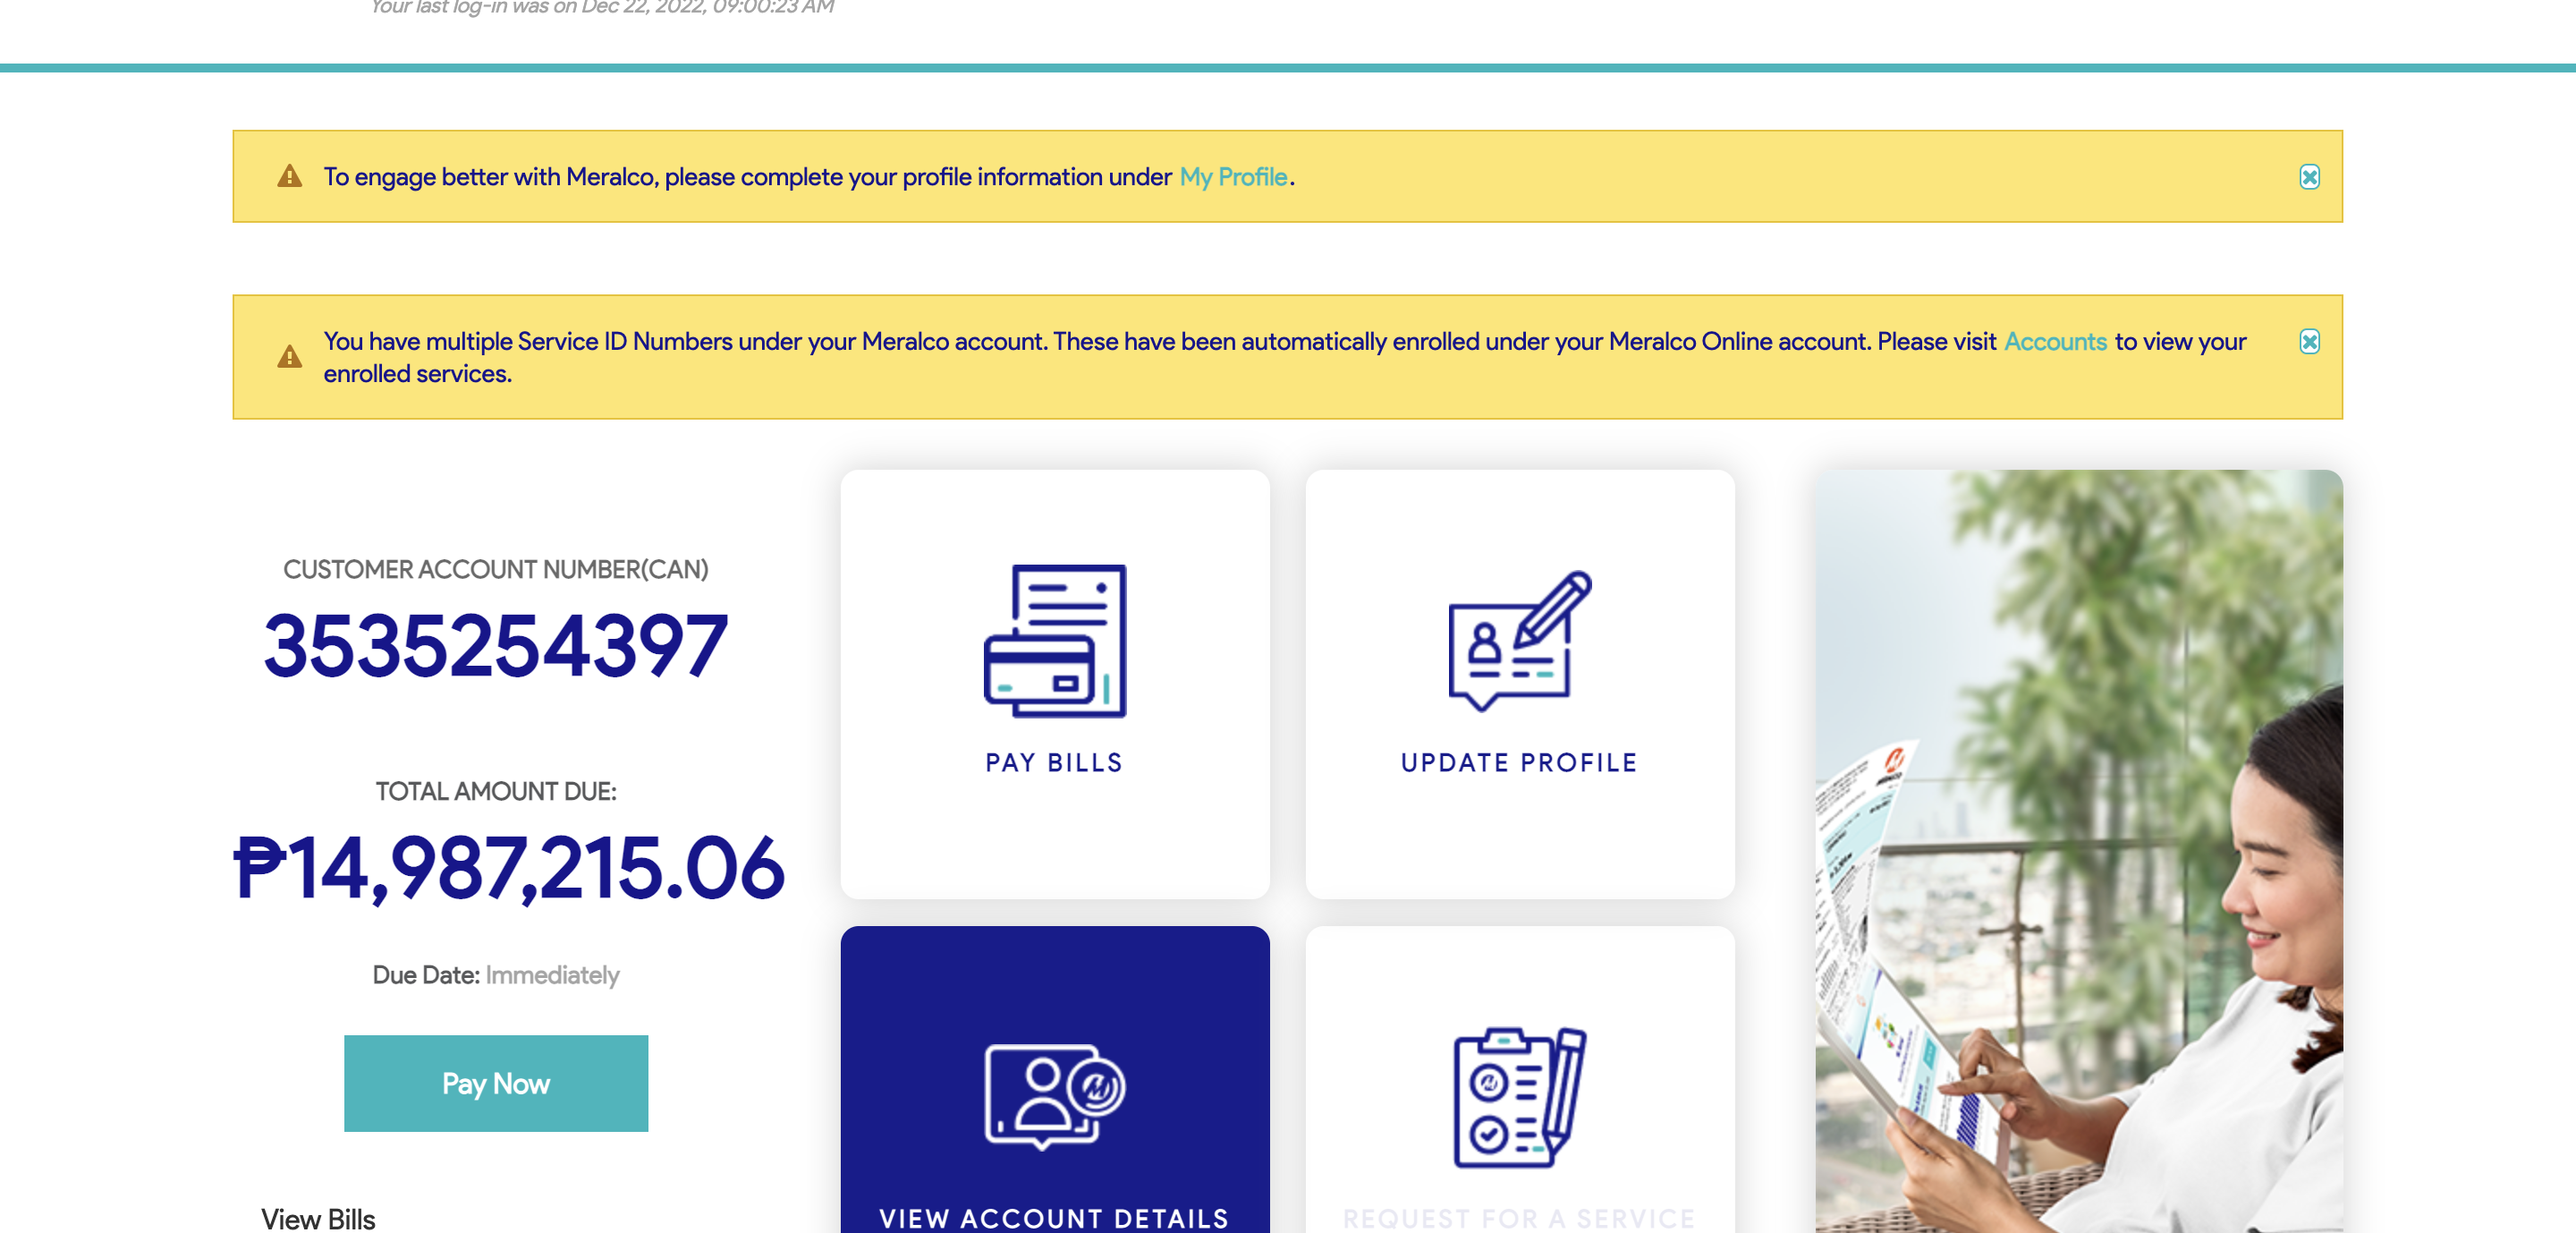 Your last log-in was on Dec 22, 2022, 09:00:23 AM
To engage better with Meralco, please complete your profile information under My Profile.
You have multiple Service ID Numbers under your Meralco account. These have been automatically enrolled under your Meralco Online account. Please visit Accounts to view your
enrolled services.
CUSTOMER ACCOUNT NUMBER(CAN)
3535254397
TOTAL AMOUNT DUE:
₱14,987,215.06
Due Date: Immediately
Pay Now
View Bills
PAY BILLS
UPDATE PROFILE
VIEW ACCOUNT DETAILS
REQUEST FOR A SERVICE